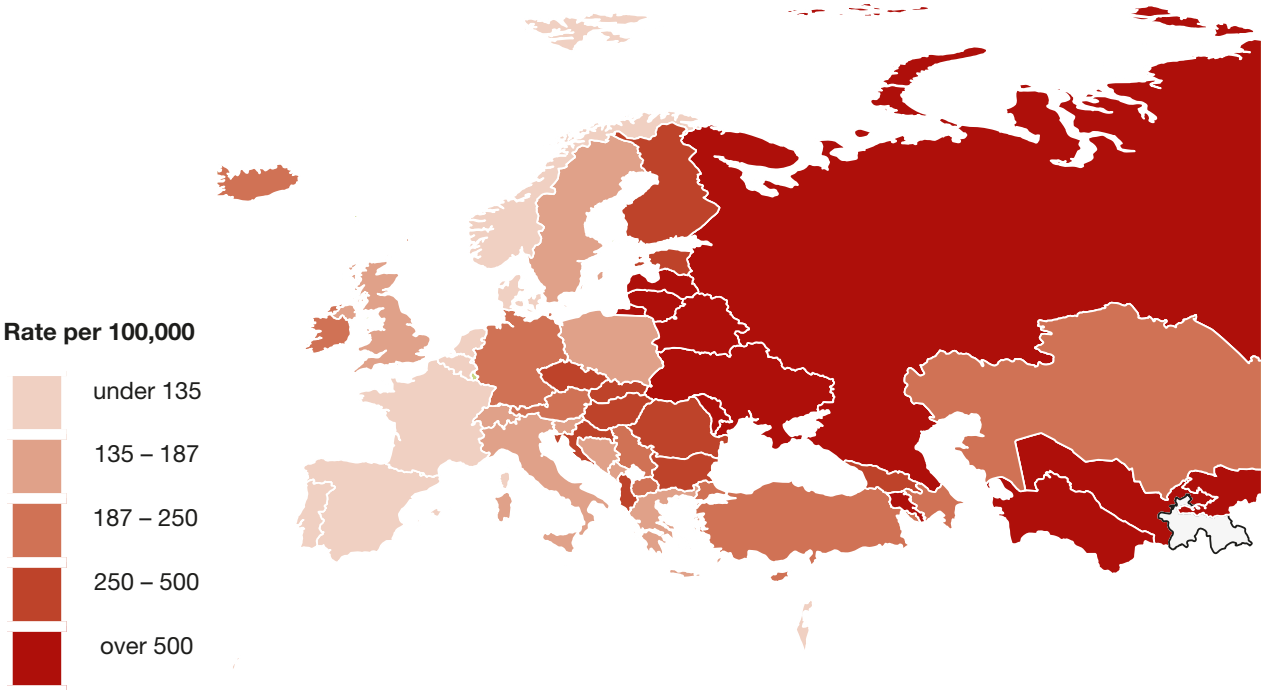 Rate per 100,000
under 135
135 – 187
187 – 250
250 – 500
over 500